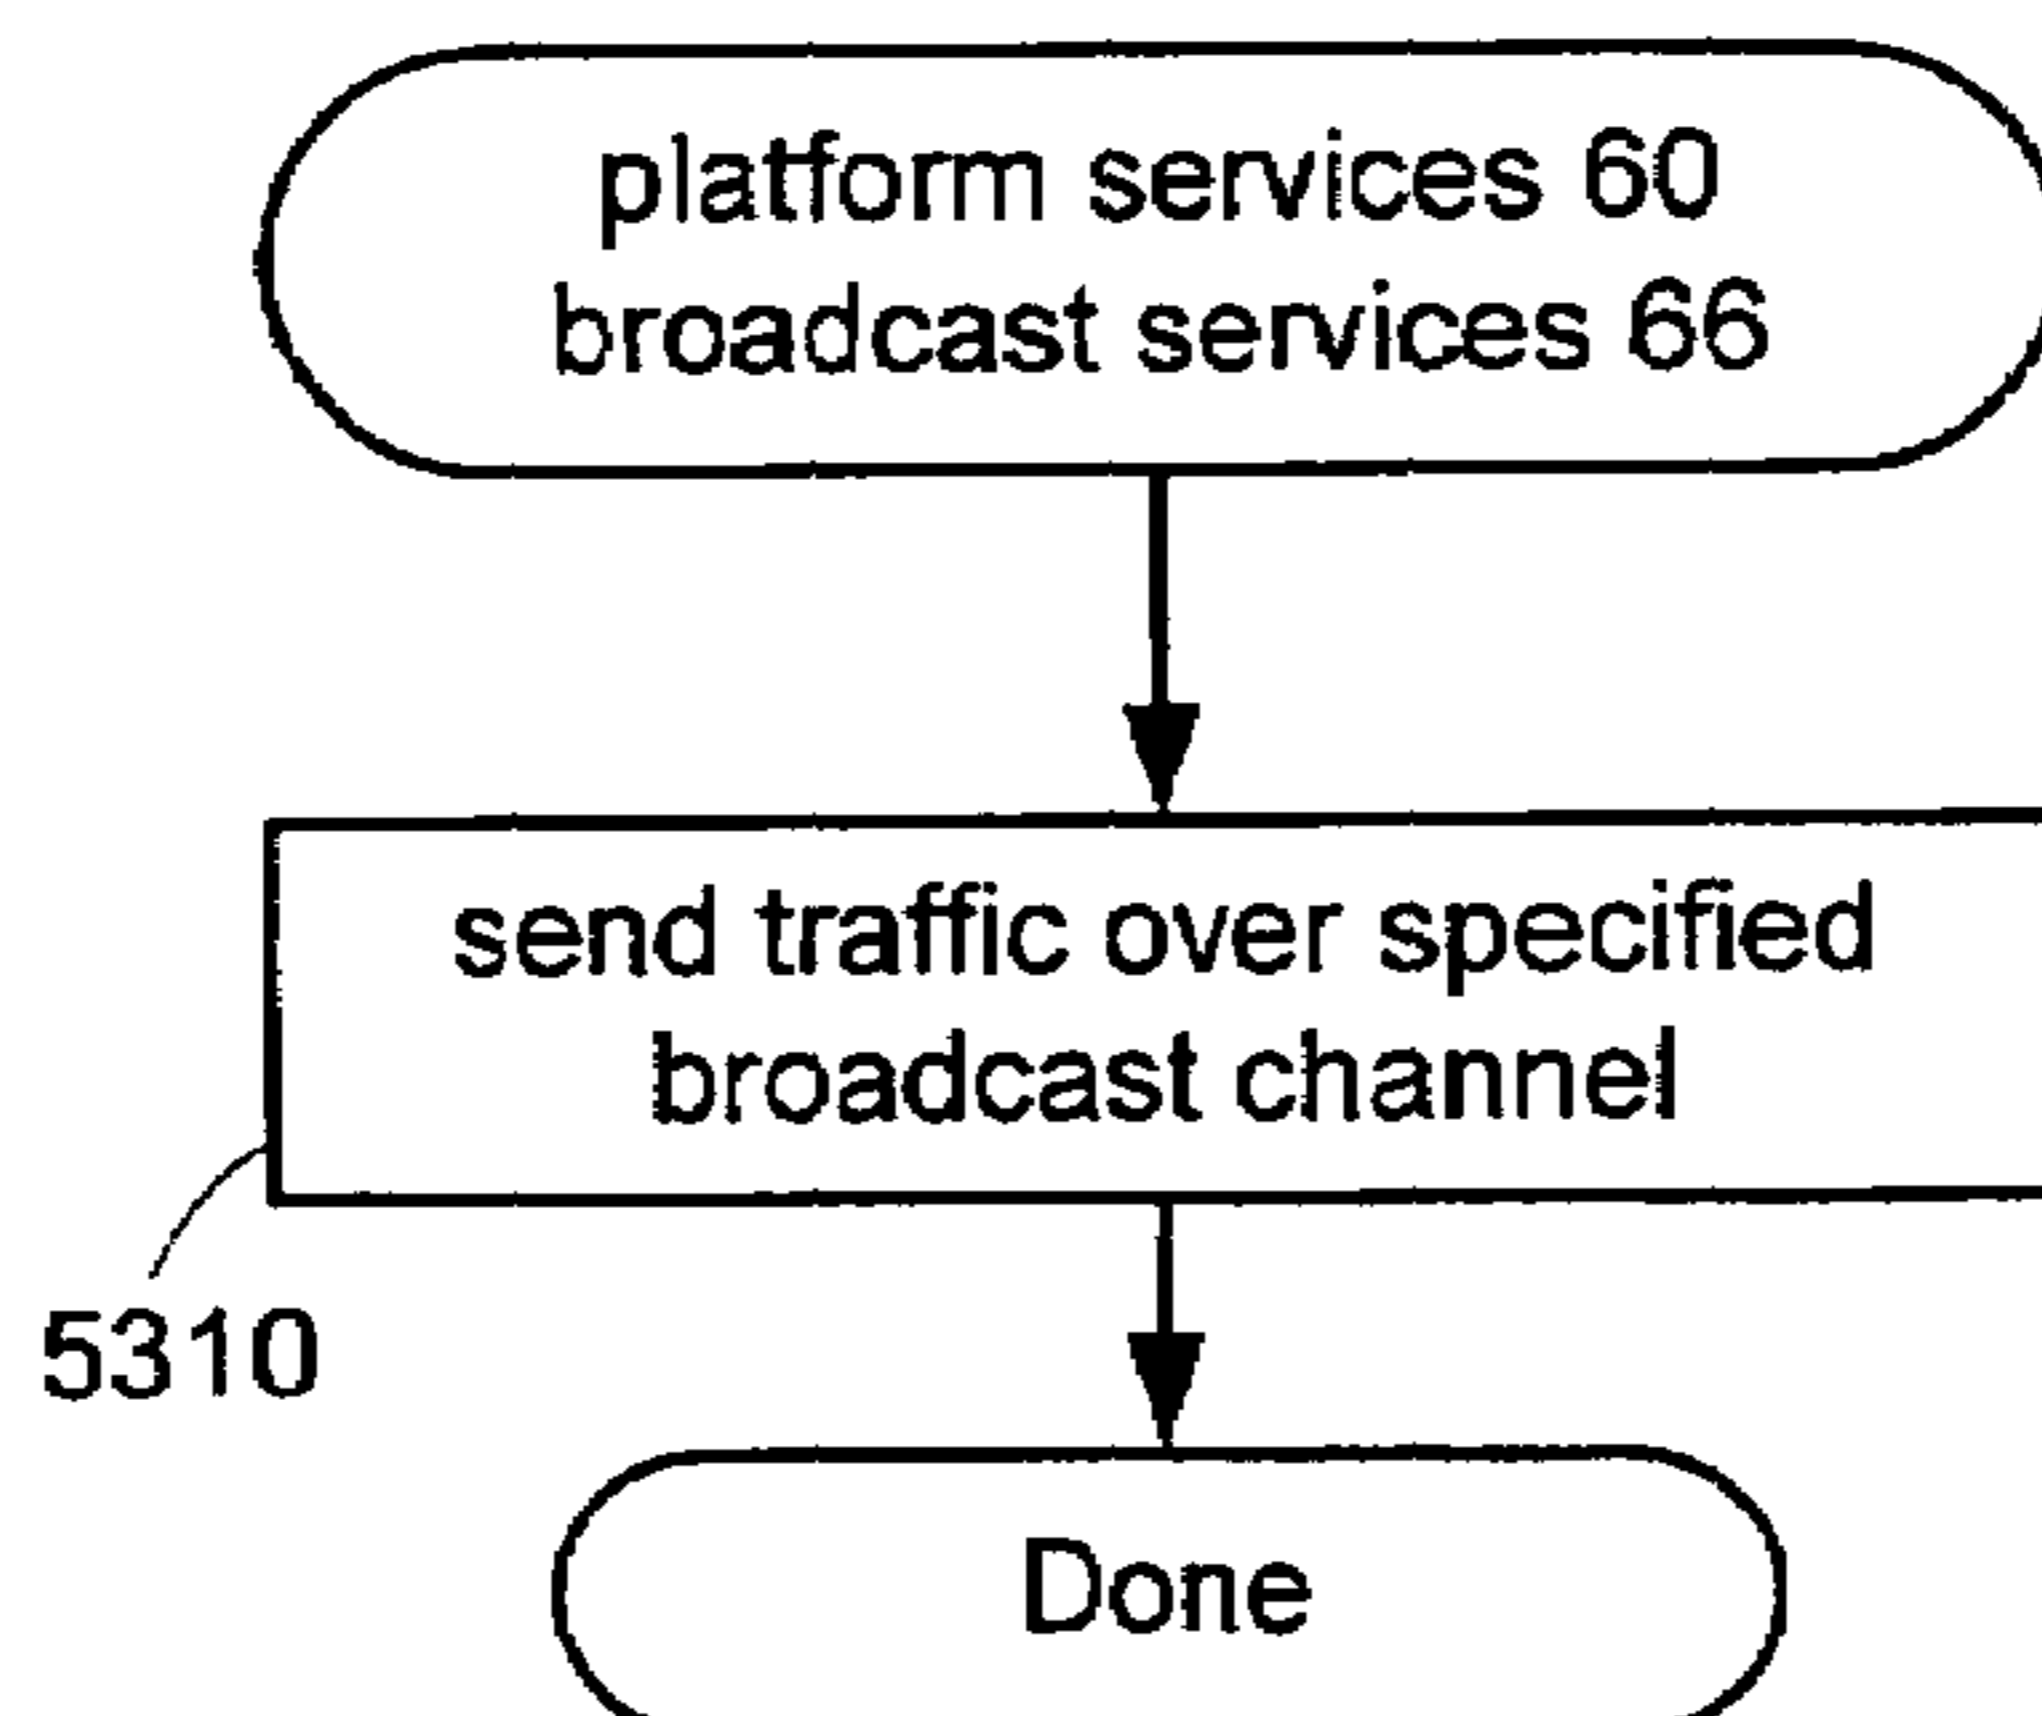 platform services 60
broadcast services 66
send traffic over specified
broadcast channel
5310
Done